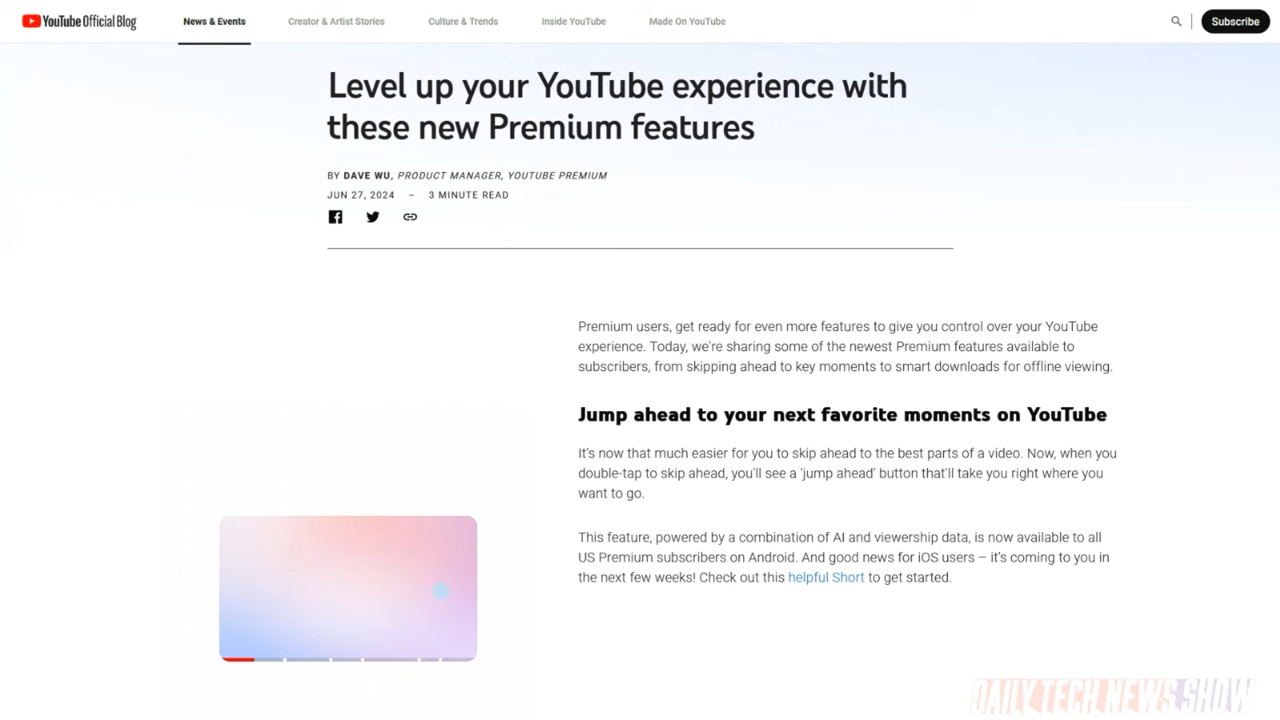 YouTube Official Blog
News & Events
Creator & Artist Stories
Culture & Trends
Inside YouTube
Made On YouTube
Subscribe
Level up your YouTube experience with
these new Premium features
BY DAVE WU, PRODUCT MANAGER, YOUTUBE PREMIUM
JUN 27, 2024 – 3 MINUTE READ
Premium users, get ready for even more features to give you control over your YouTube
experience. Today, we're sharing some of the newest Premium features available to
subscribers, from skipping ahead to key moments to smart downloads for offline viewing.
Jump ahead to your next favorite moments on YouTube
It's now that much easier for you to skip ahead to the best parts of a video. Now, when you
double-tap to skip ahead, you'll see a 'jump ahead' button that'll take you right where you
want to go.
This feature, powered by a combination of AI and viewership data, is now available to all
US Premium subscribers on Android. And good news for iOS users – it's coming to you in
the next few weeks! Check out this helpful Short to get started.
DAILY TECH NEWS SHOW